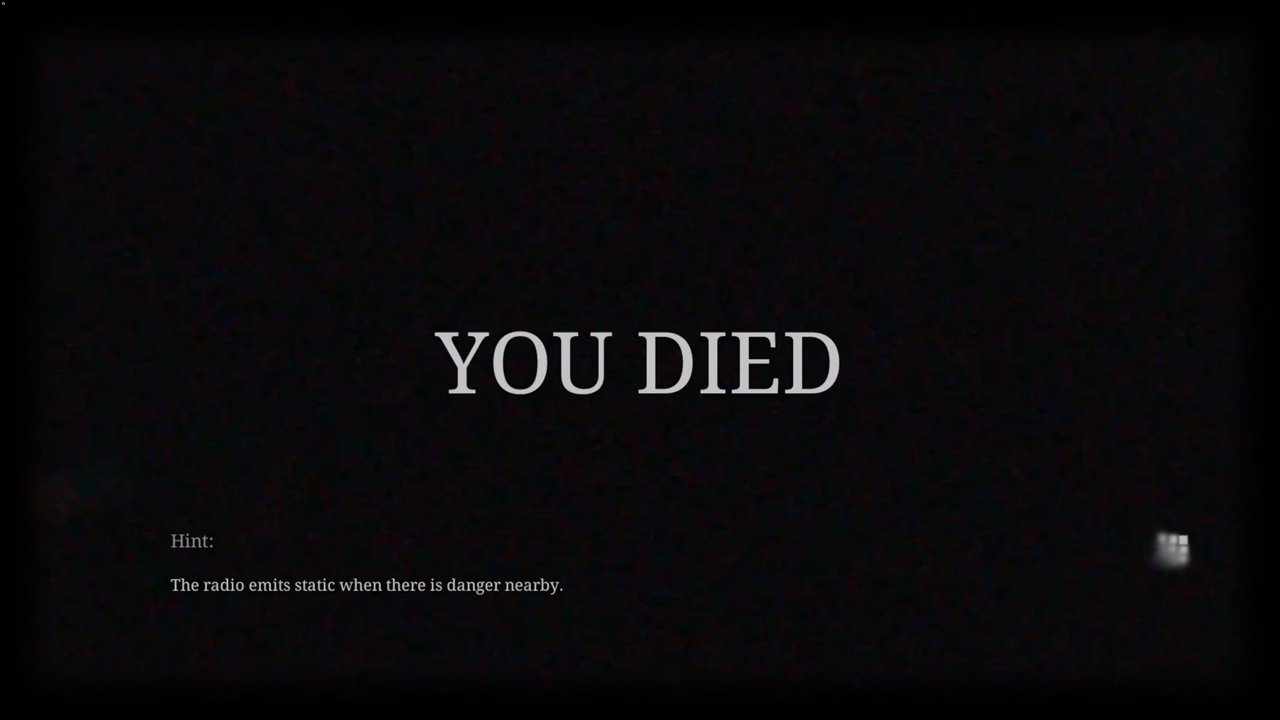 YOU DIED
Hint:
The radio emits static when there is danger nearby.